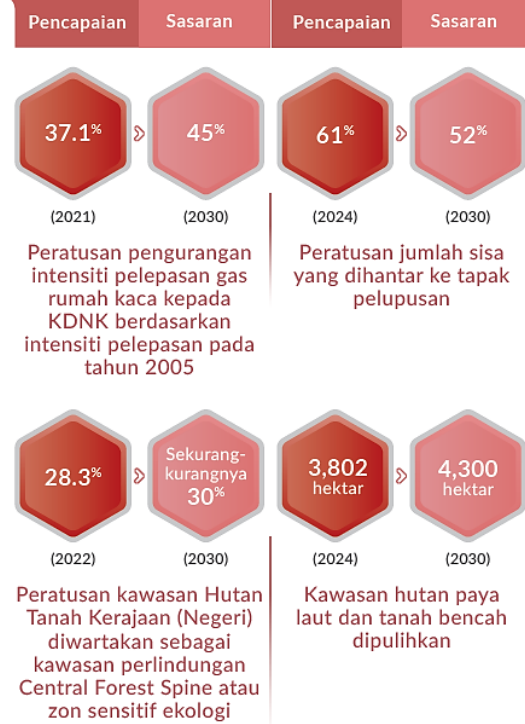 Pencapaian Sasaran Pencapaian Sasaran
37.1% 45%
(2021) (2030)
Peratusan pengurangan
intensiti pelepasan gas
rumah kaca kepada
KDNK berdasarkan
intensiti pelepasan pada
tahun 2005
61% 52%
(2024) (2030)
Peratusan jumlah sisa
yang dihantar ke tapak
pelupusan
28.3% Sekurang-
kurangnya
30%
(2022) (2030)
Peratusan kawasan Hutan
Tanah Kerajaan (Negeri)
diwartakan sebagai
kawasan perlindungan
Central Forest Spine atau
zon sensitif ekologi
3,802 4,300
hektar hektar
(2024) (2030)
Kawasan hutan paya
laut dan tanah bencah
dipulihkan